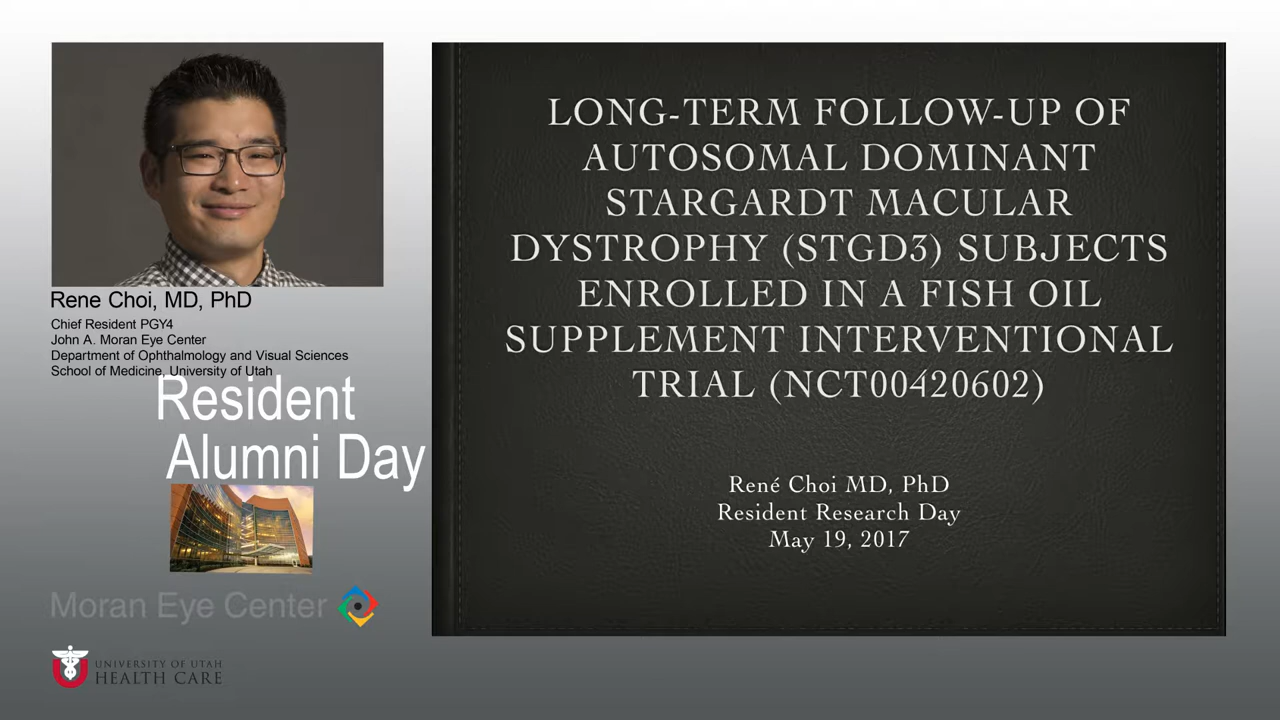 Rene Choi, MD, PhD
Chief Resident PGY4
John A. Moran Eye Center
Department of Ophthalmology and Visual Sciences
School of Medicine, University of Utah
Resident
Alumni Day
Moran Eye Center
U
UNIVERSITY OF UTAH
HEALTH CARE
LONG-TERM FOLLOW-UP OF
AUTOSOMAL DOMINANT
STARGARDT MACULAR
DYSTROPHY (STGD3) SUBJECTS
ENROLLED IN A FISH OIL
SUPPLEMENT INTERVENTIONAL
TRIAL (NCT00420602)
René Choi MD, PhD
Resident Research Day
May 19, 2017